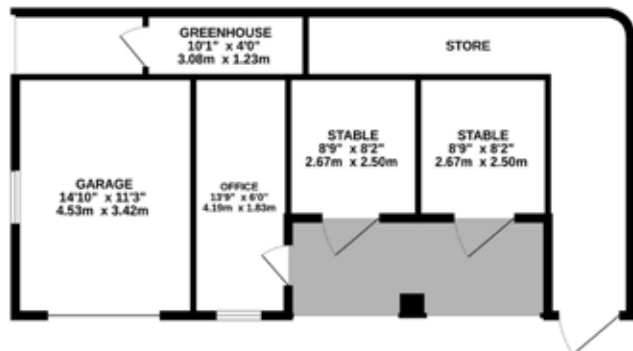 GREENHOUSE
10'1" x 4'0"
3.08m x 1.23m
STORE
STABLE
8'9" x 8'2"
2.67m x 2.50m
STABLE
8'9" x 8'2"
2.67m x 2.50m
GARAGE
14'10" x 11'3"
4.53m x 3.42m
OFFICE
13'9" x 6'0"
4.19m x 1.83m